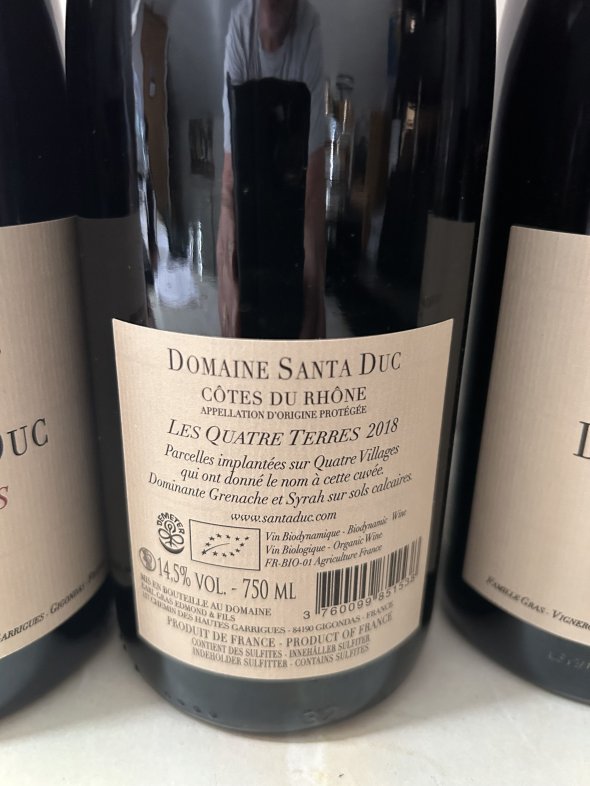 DOMAINE SANTA DUC
CÔTES DU RHÔNE
APPELLATION D'ORIGINE PROTÉGÉE
LES QUATRE TERRES 2018
Parcelles implantées sur Quatre Villages
qui ont donné le nom à cette cuvée.
Dominante Grenache et Syrah sur sols calcaires.
www.santaduc.com
DEMETER
Vin Biodynamique - Biodynamic Wine
Vin Biologique - Organic Wine
FR-BIO-01 Agriculture France
14,5% VOL. - 750 ML
3 760099 851538
MIS EN BOUTEILLE AU DOMAINE
EARL GRAS EDMOND & FILS
CHEMIN DES HAUTES GARRIGUES - 84190 GIGONDAS - FRANCE
PRODUIT DE FRANCE - PRODUCT OF FRANCE
CONTIENT DES SULFITES - INNEHÅLLER SULFITER
INDEHOLDER SULFITTER - CONTAINS SULFITES
DUC
GARRIGUES - GIGONDAS
FAMILLE GRAS - VIGNERO